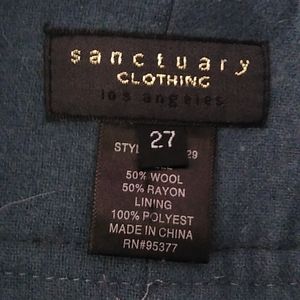 sanctuary
CLOTHING
los angeles
27
STYL 29
50% WOOL
50% RAYON
LINING
100% POLYEST
MADE IN CHINA
RN#95377